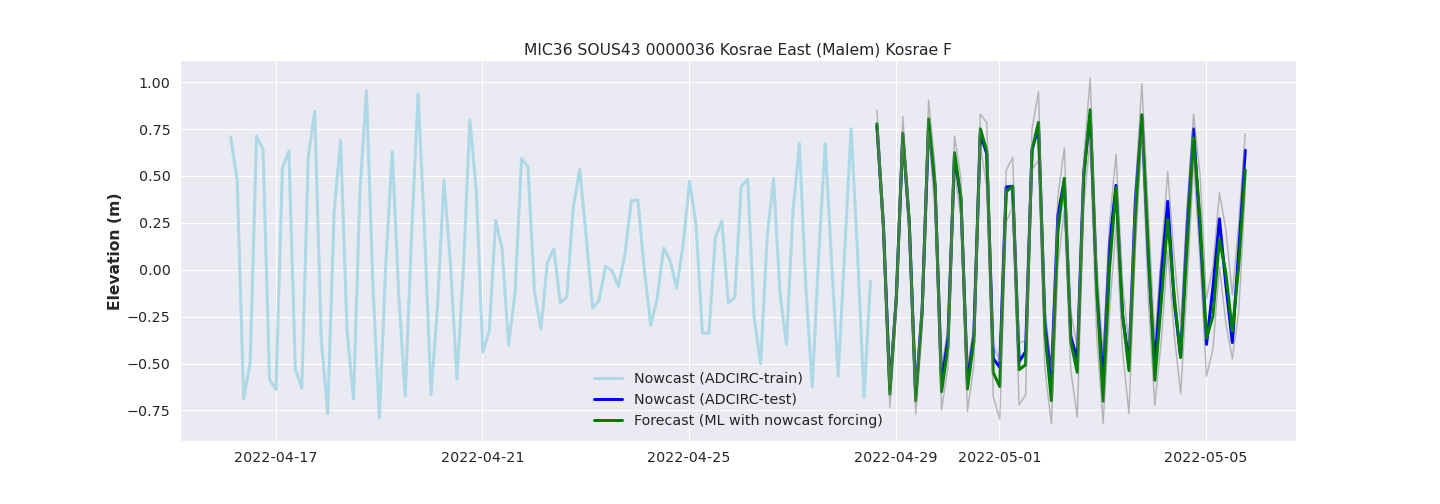 MIC36 SOUS43 0000036 Kosrae East (Malem) Kosrae F
1.00
0.75
0.50
0.25
0.00
−0.25
−0.50
−0.75
Elevation (m)
Nowcast (ADCIRC-train)
Nowcast (ADCIRC-test)
Forecast (ML with nowcast forcing)
2022-04-17 2022-04-21 2022-04-25 2022-04-29 2022-05-01 2022-05-05